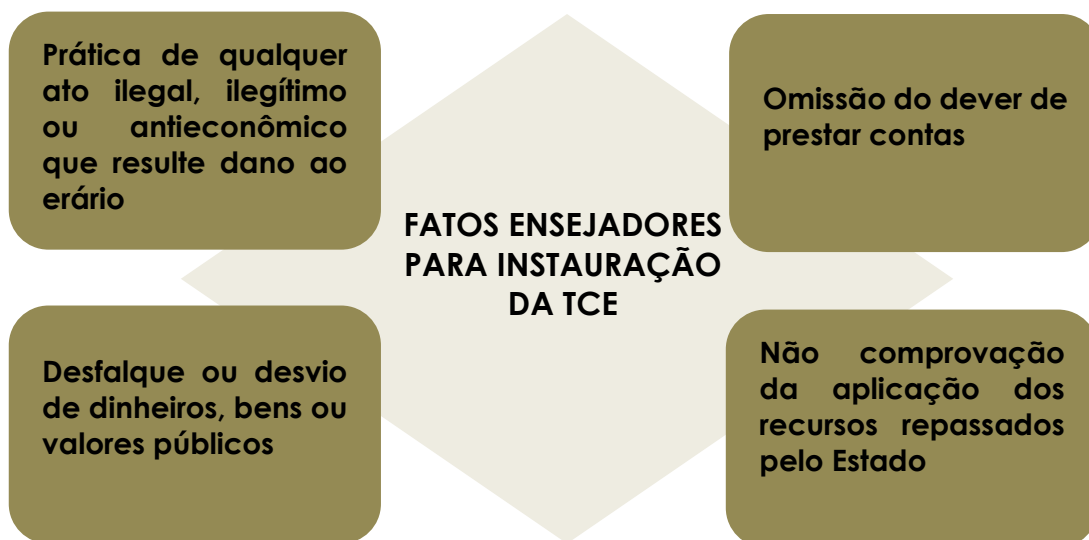 Prática de qualquer
ato ilegal, ilegítimo
ou antieconômico
que resulte dano ao
erário
Omissão do dever de
prestar contas
FATOS ENSEJADORES
PARA INSTAURAÇÃO
DA TCE
Desfalque ou desvio
de dinheiros, bens ou
valores públicos
Não comprovação
da aplicação dos
recursos repassados
pelo Estado